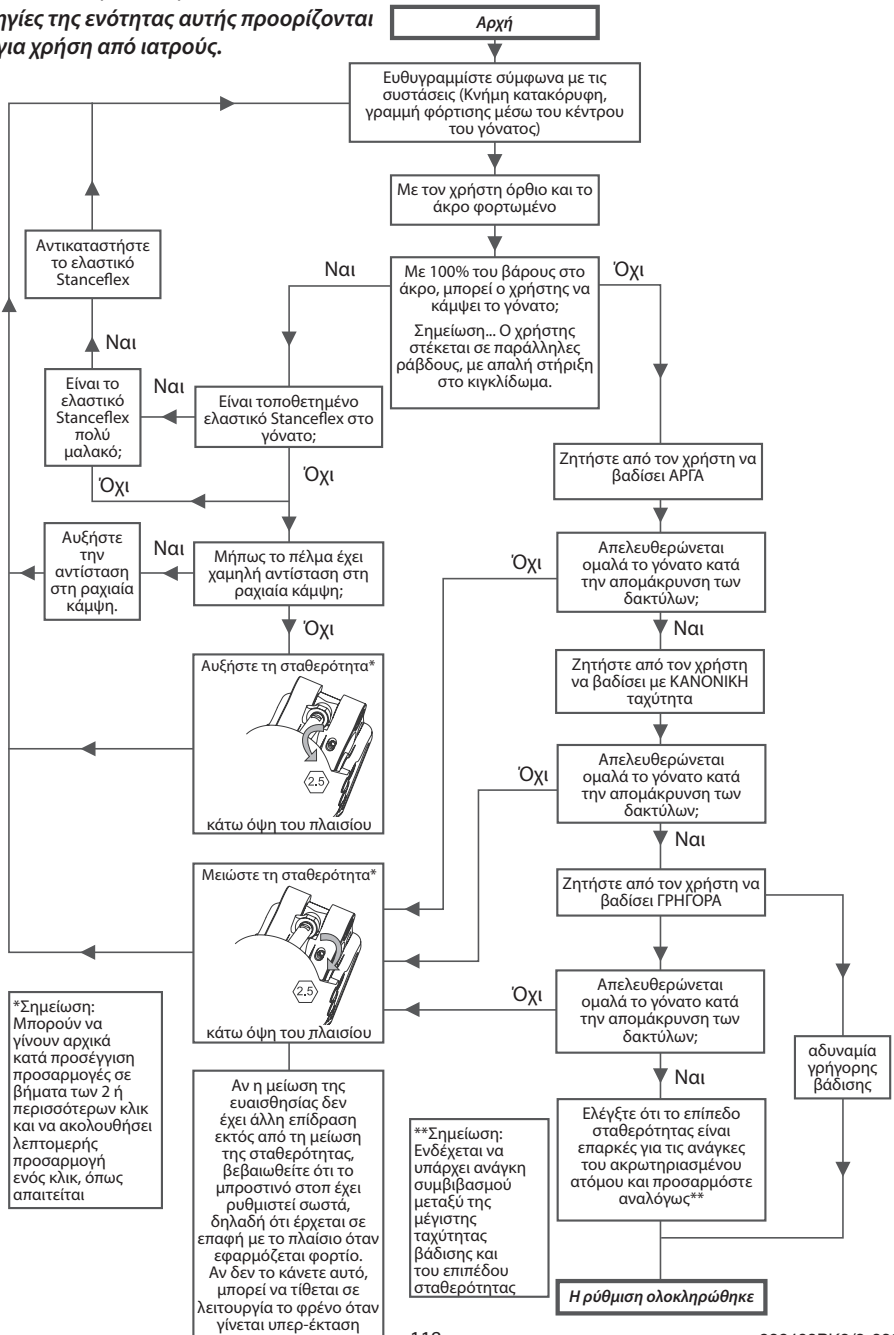 ηγίες της ενότητας αυτής προορίζονται
για χρήση από ιατρούς.
Αρχή
Ευθυγραμμίστε σύμφωνα με τις
συστάσεις (Κνήμη κατακόρυφη,
γραμμή φόρτισης μέσω του κέντρου
του γόνατος)
Με τον χρήστη όρθιο και το
άκρο φορτωμένο
Με 100% του βάρους στο
άκρο, μπορεί ο χρήστης να
κάμψει το γόνατο;
Σημείωση... Ο χρήστης
στέκεται σε παράλληλες
ράβδους, με απαλή στήριξη
στο κιγκλίδωμα.
Ναι
Όχι
Αντικαταστήστε
το ελαστικό
Stanceflex
Ναι
Είναι το
ελαστικό
Stanceflex
πολύ
μαλακό;
Ναι
Είναι τοποθετημένο
ελαστικό Stanceflex στο
γόνατο;
Όχι
Όχι
Αυξήστε
την
αντίσταση
στη ραχιαία
κάμψη.
Ναι
Μήπως το πέλμα έχει
χαμηλή αντίσταση στη
ραχιαία κάμψη;
Όχι
Αυξήστε τη σταθερότητα*
2.5
κάτω όψη του πλαισίου
Μειώστε τη σταθερότητα*
2.5
κάτω όψη του πλαισίου
Ζητήστε από τον χρήστη να
βαδίσει ΑΡΓΑ
Απελευθερώνεται
ομαλά το γόνατο κατά
την απομάκρυνση των
δακτύλων;
Όχι
Ναι
Ζητήστε από τον χρήστη
να βαδίσει με ΚΑΝΟΝΙΚΗ
ταχύτητα
Απελευθερώνεται
ομαλά το γόνατο κατά
την απομάκρυνση των
δακτύλων;
Όχι
Ναι
Ζητήστε από τον χρήστη να
βαδίσει ΓΡΗΓΟΡΑ
Απελευθερώνεται
ομαλά το γόνατο κατά
την απομάκρυνση των
δακτύλων;
Όχι
Ναι
αδυναμία
γρήγορης
βάδισης
Ελέγξτε ότι το επίπεδο
σταθερότητας είναι
επαρκές για τις ανάγκες
του ακρωτηριασμένου
ατόμου και προσαρμόστε
αναλόγως**
Η ρύθμιση ολοκληρώθηκε
*Σημείωση:
Μπορούν να
γίνουν αρχικά
κατά προσέγγιση
προσαρμογές σε
βήματα των 2 ή
περισσότερων κλικ
και να ακολουθήσει
λεπτομερής
προσαρμογή
ενός κλικ, όπως
απαιτείται
Αν η μείωση της
ευαισθησίας δεν
έχει άλλη επίδραση
εκτός από τη μείωση
της σταθερότητας,
βεβαιωθείτε ότι το
μπροστινό στοπ έχει
ρυθμιστεί σωστά,
δηλαδή ότι έρχεται σε
επαφή με το πλαίσιο όταν
εφαρμόζεται φορτίο.
Αν δεν το κάνετε αυτό,
μπορεί να τίθεται σε
λειτουργία το φρένο όταν
γίνεται υπερ-έκταση
**Σημείωση:
Ενδέχεται να
υπάρχει ανάγκη
συμβιβασμού
μεταξύ της
μέγιστης
ταχύτητας
βάδισης και
του επιπέδου
σταθερότητας